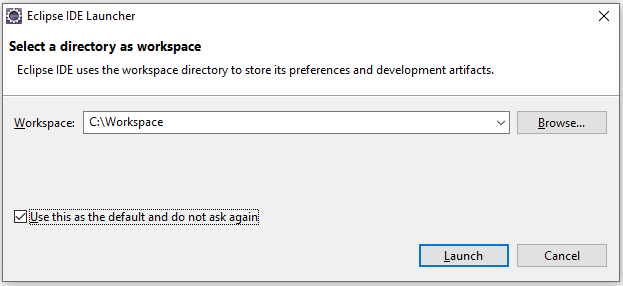 Eclipse IDE Launcher
Select a directory as workspace
Eclipse IDE uses the workspace directory to store its preferences and development artifacts.
Workspace: C:\Workspace Browse...
Use this as the default and do not ask again
Launch Cancel